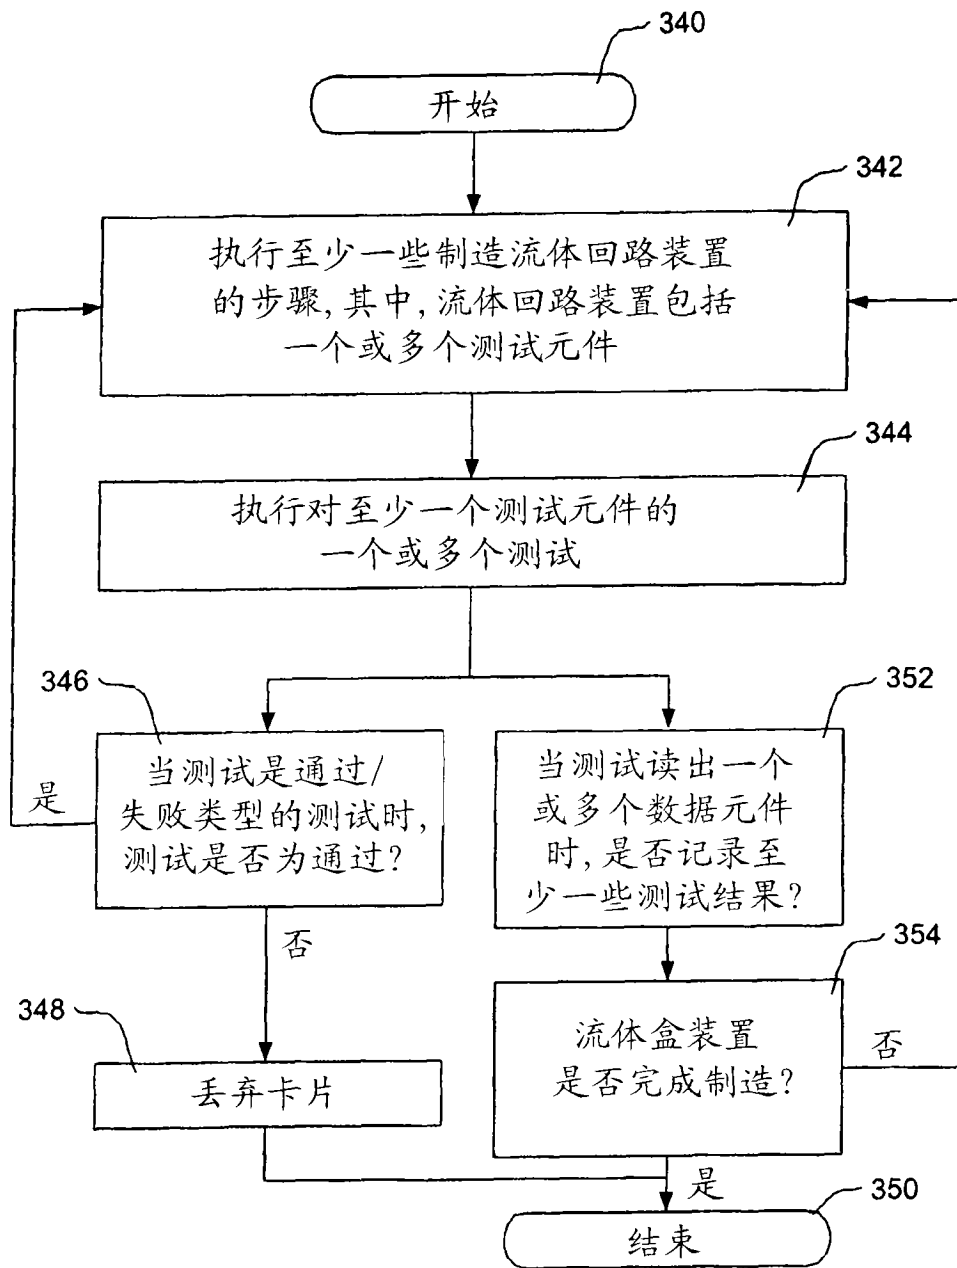 340
开始
342
执行至少一些制造流体回路装置
的步骤,其中,流体回路装置包括
一个或多个测试元件
344
执行对至少一个测试元件的
一个或多个测试
346
当测试是通过/
失败类型的测试时,
测试是否为通过?
是
否
352
当测试读出一个
或多个数据元件
时,是否记录至
少一些测试结果?
354
流体盒装置
是否完成制造?
否
348
丢弃卡片
是
350
结束